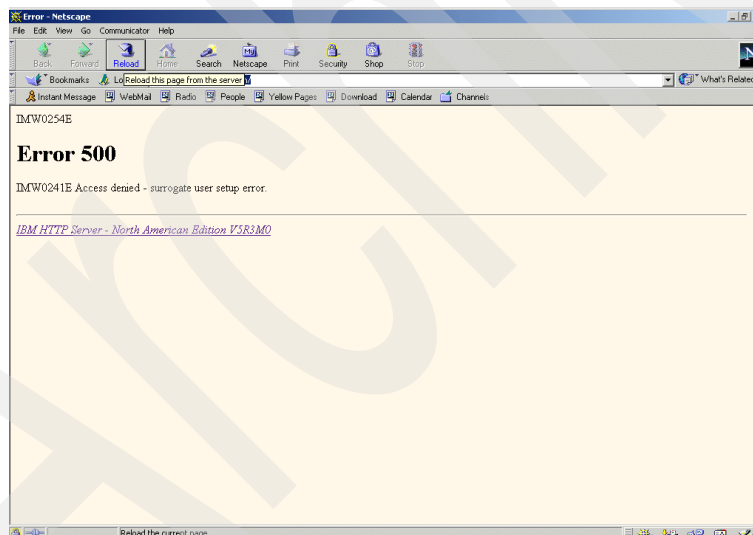 Error - Netscape
File Edit View Go Communicator Help
Back Forward Reload Home Search Netscape Print Security Shop Stop
Bookmarks Lo Reload this page from the server What's Related
Instant Message WebMail Radio People Yellow Pages Download Calendar Channels
IMW0254E
Error 500
IMW0241E Access denied - surrogate user setup error.
IBM HTTP Server - North American Edition V5R3M0
Reload the current page